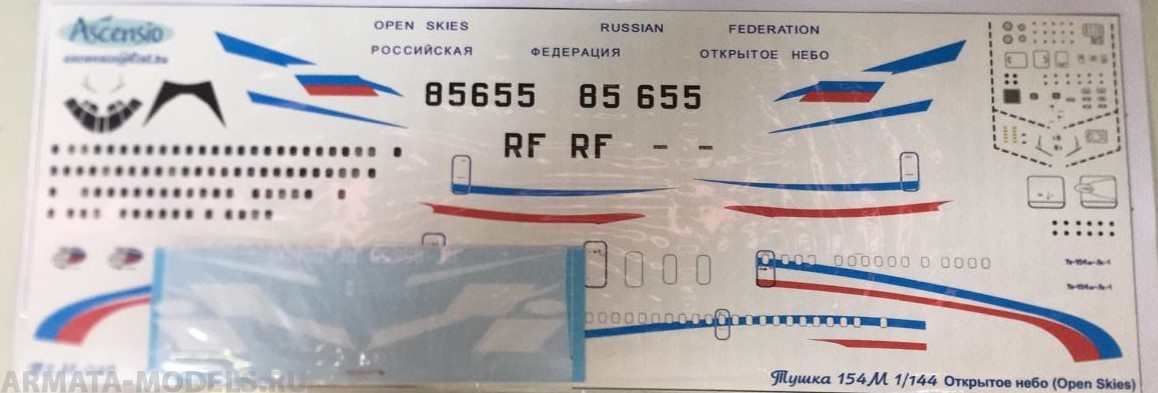 Ascensio
OPEN SKIES RUSSIAN FEDERATION
РОССИЙСКАЯ ФЕДЕРАЦИЯ ОТКРЫТОЕ НЕБО
85655 85 655
RF RF - -
Тушка 154М 1/144 Открытое небо (Open Skies)
ARMATA-MODELS.RU